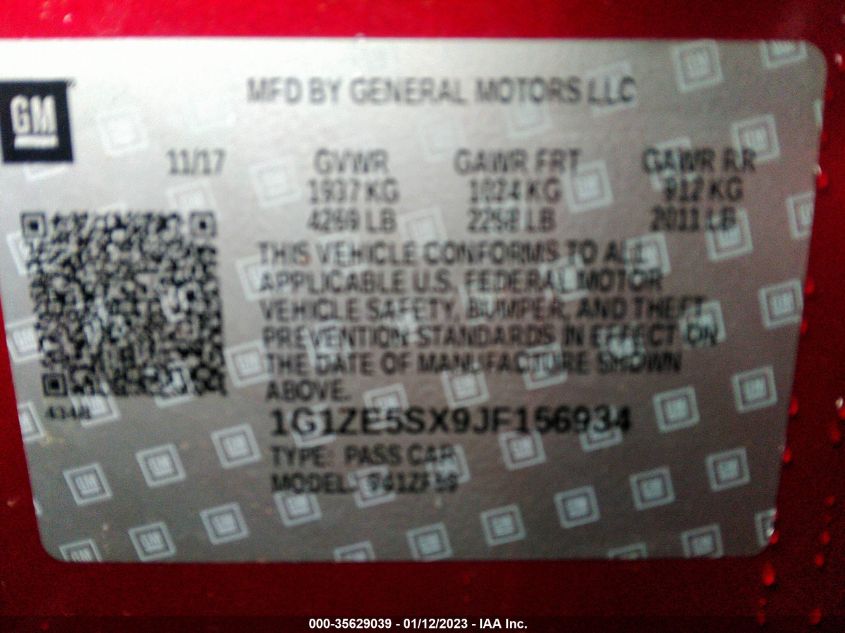 MFD BY GENERAL MOTORS LLC
GM
11/17 GVWR GAWR FRT GAWR RR
1937 KG 1024 KG 912 KG
4269 LB 2258 LB 2011 LB
THIS VEHICLE CONFORMS TO ALL
APPLICABLE U.S. FEDERAL MOTOR
VEHICLE SAFETY, BUMPER, AND THEFT
PREVENTION STANDARDS IN EFFECT ON
THE DATE OF MANUFACTURE SHOWN
ABOVE.
1G1ZE5SX9JF156934
TYPE: PASS CAR
MODEL:
000-35629039 - 01/12/2023 - IAA Inc.